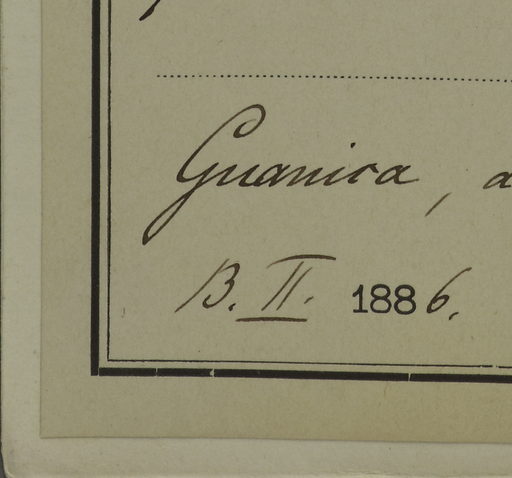 Guanica, a
13. II. 1886.